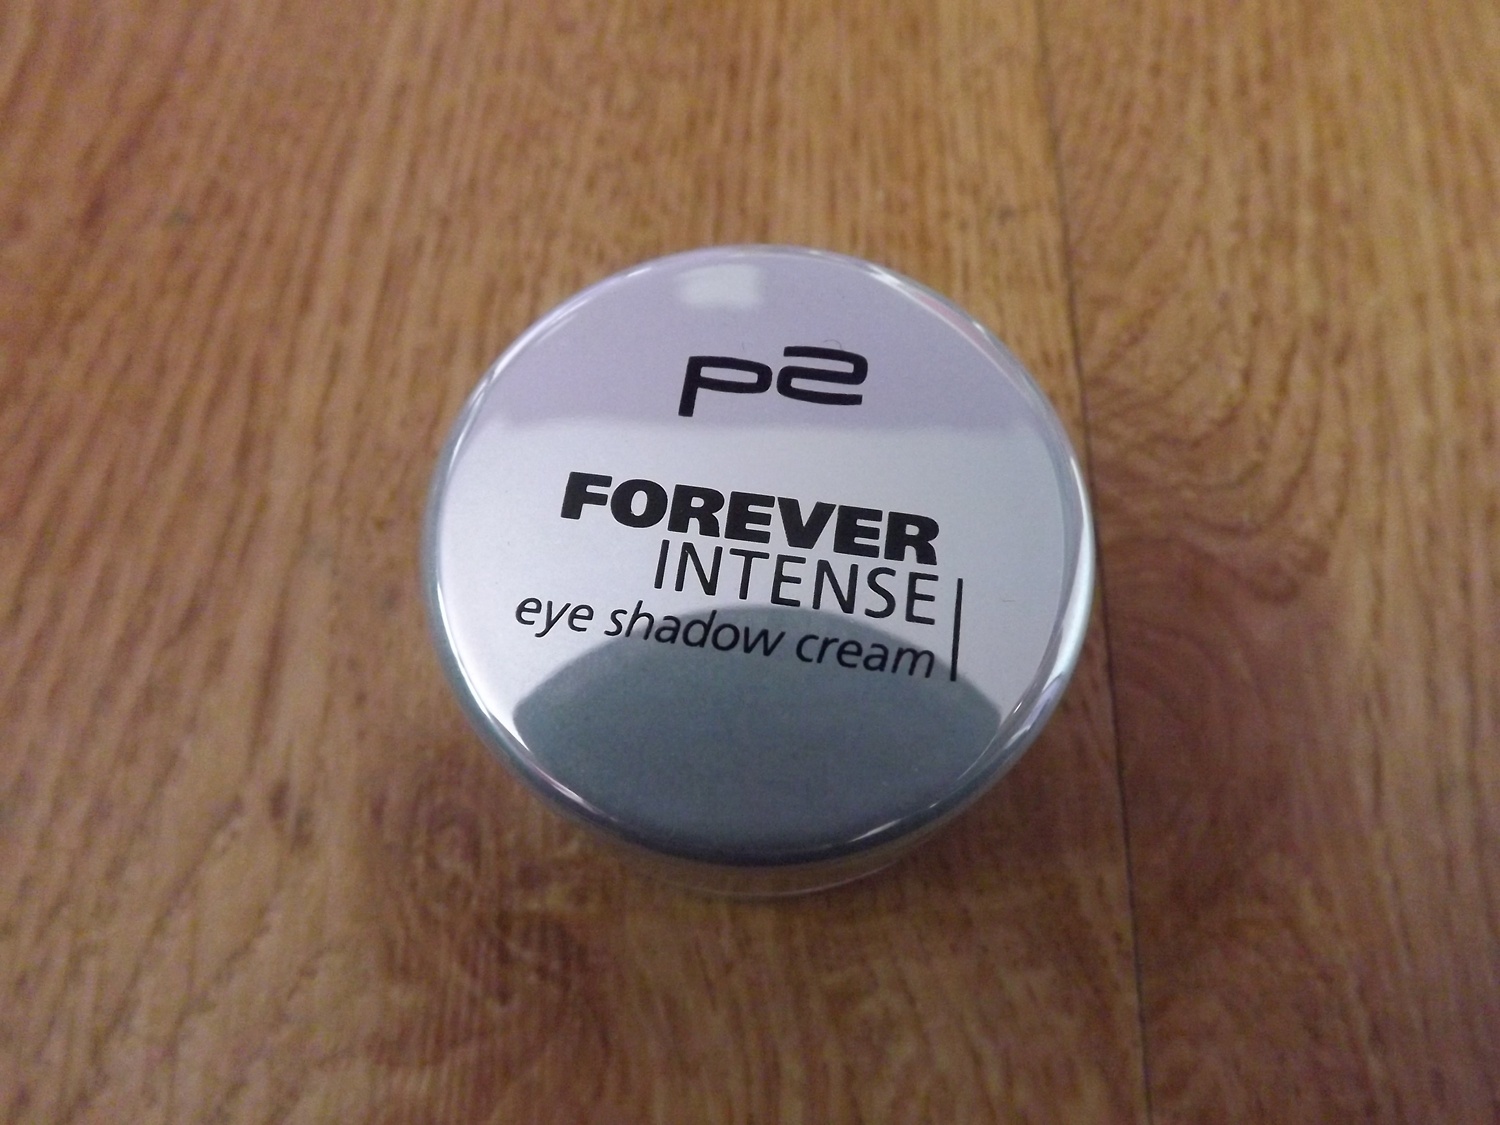 p2
FOREVER
INTENSE
eye shadow cream